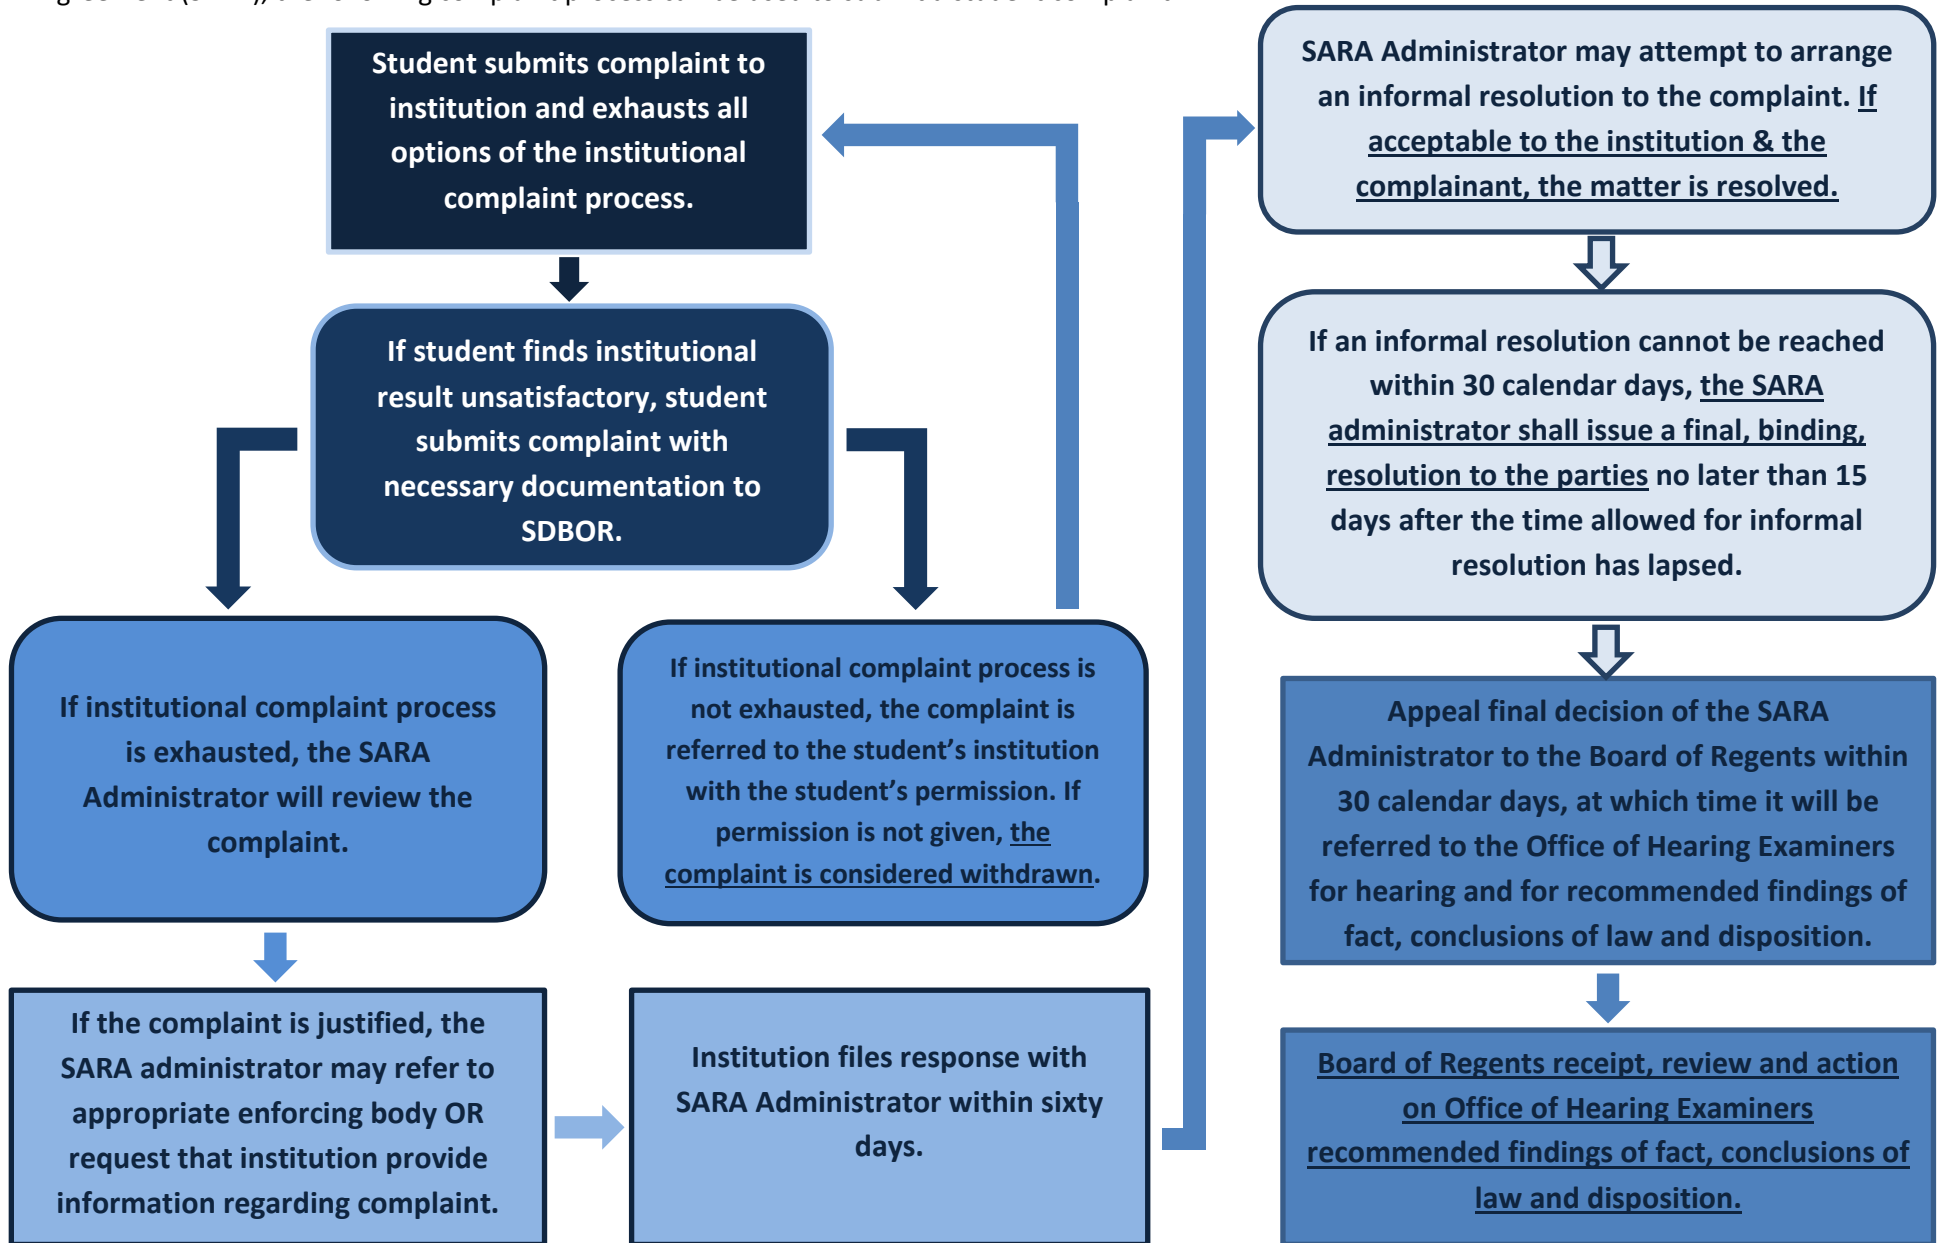 Student submits complaint to
institution and exhausts all
options of the institutional
complaint process.
If student finds institutional
result unsatisfactory, student
submits complaint with
necessary documentation to
SDBOR.
If institutional complaint process
is exhausted, the SARA
Administrator will review the
complaint.
If institutional complaint process is
not exhausted, the complaint is
referred to the student’s institution
with the student’s permission. If
permission is not given, the
complaint is considered withdrawn.
If the complaint is justified, the
SARA administrator may refer to
appropriate enforcing body OR
request that institution provide
information regarding complaint.
Institution files response with
SARA Administrator within sixty
days.
SARA Administrator may attempt to arrange
an informal resolution to the complaint. If
acceptable to the institution & the
complainant, the matter is resolved.
If an informal resolution cannot be reached
within 30 calendar days, the SARA
administrator shall issue a final, binding,
resolution to the parties no later than 15
days after the time allowed for informal
resolution has lapsed.
Appeal final decision of the SARA
Administrator to the Board of Regents within
30 calendar days, at which time it will be
referred to the Office of Hearing Examiners
for hearing and for recommended findings of
fact, conclusions of law and disposition.
Board of Regents receipt, review and action
on Office of Hearing Examiners
recommended findings of fact, conclusions of
law and disposition.